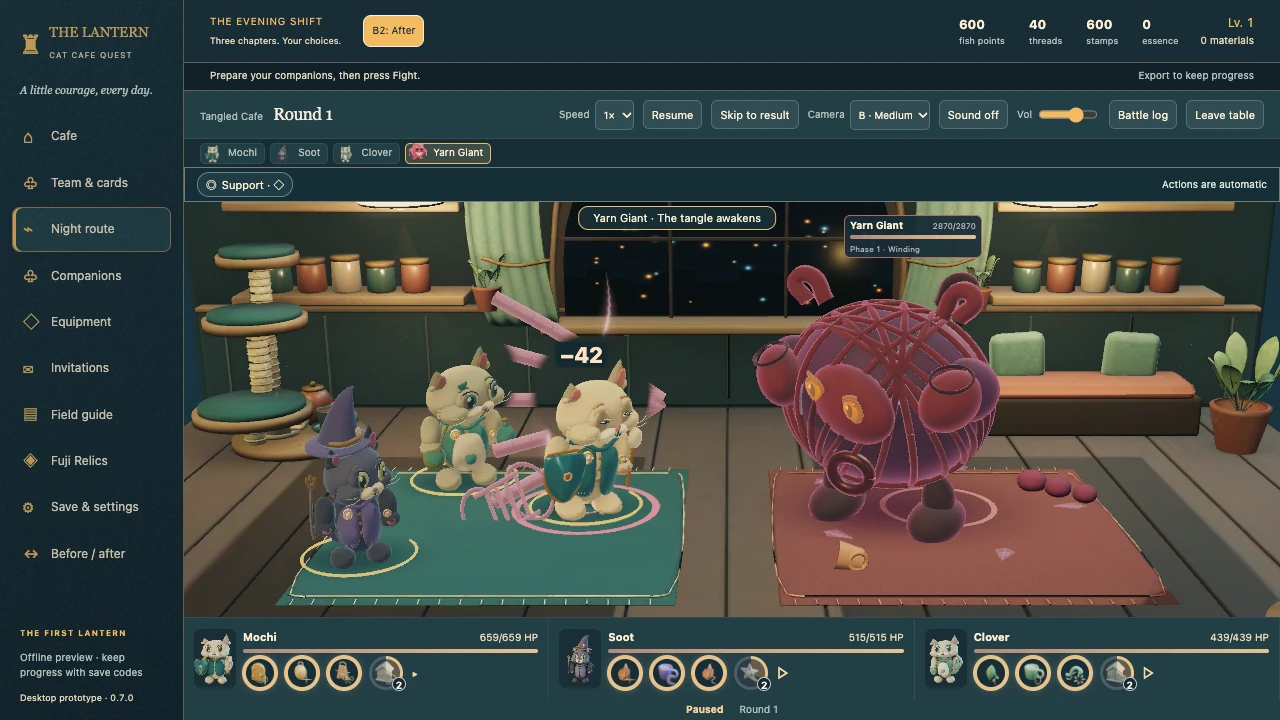 THE LANTERN
CAT CAFE QUEST
A little courage, every day.
Cafe
Team & cards
Night route
Companions
Equipment
Invitations
Field guide
Fuji Relics
Save & settings
Before / after
THE FIRST LANTERN
Offline preview · keep
progress with save codes
Desktop prototype · 0.7.0
THE EVENING SHIFT
Three chapters. Your choices.
B2: After
600 fish points
40 threads
600 stamps
0 essence
Lv. 1
0 materials
Prepare your companions, then press Fight.
Export to keep progress
Tangled Cafe Round 1
Speed 1x Resume Skip to result Camera B · Medium Sound off Vol Battle log Leave table
Mochi Soot Clover Yarn Giant
Support ·
Actions are automatic
Yarn Giant · The tangle awakens
Yarn Giant 2870/2870
Phase 1 · Winding
−42
Mochi 659/659 HP
2
Soot 515/515 HP
2
Clover 439/439 HP
2
Paused Round 1